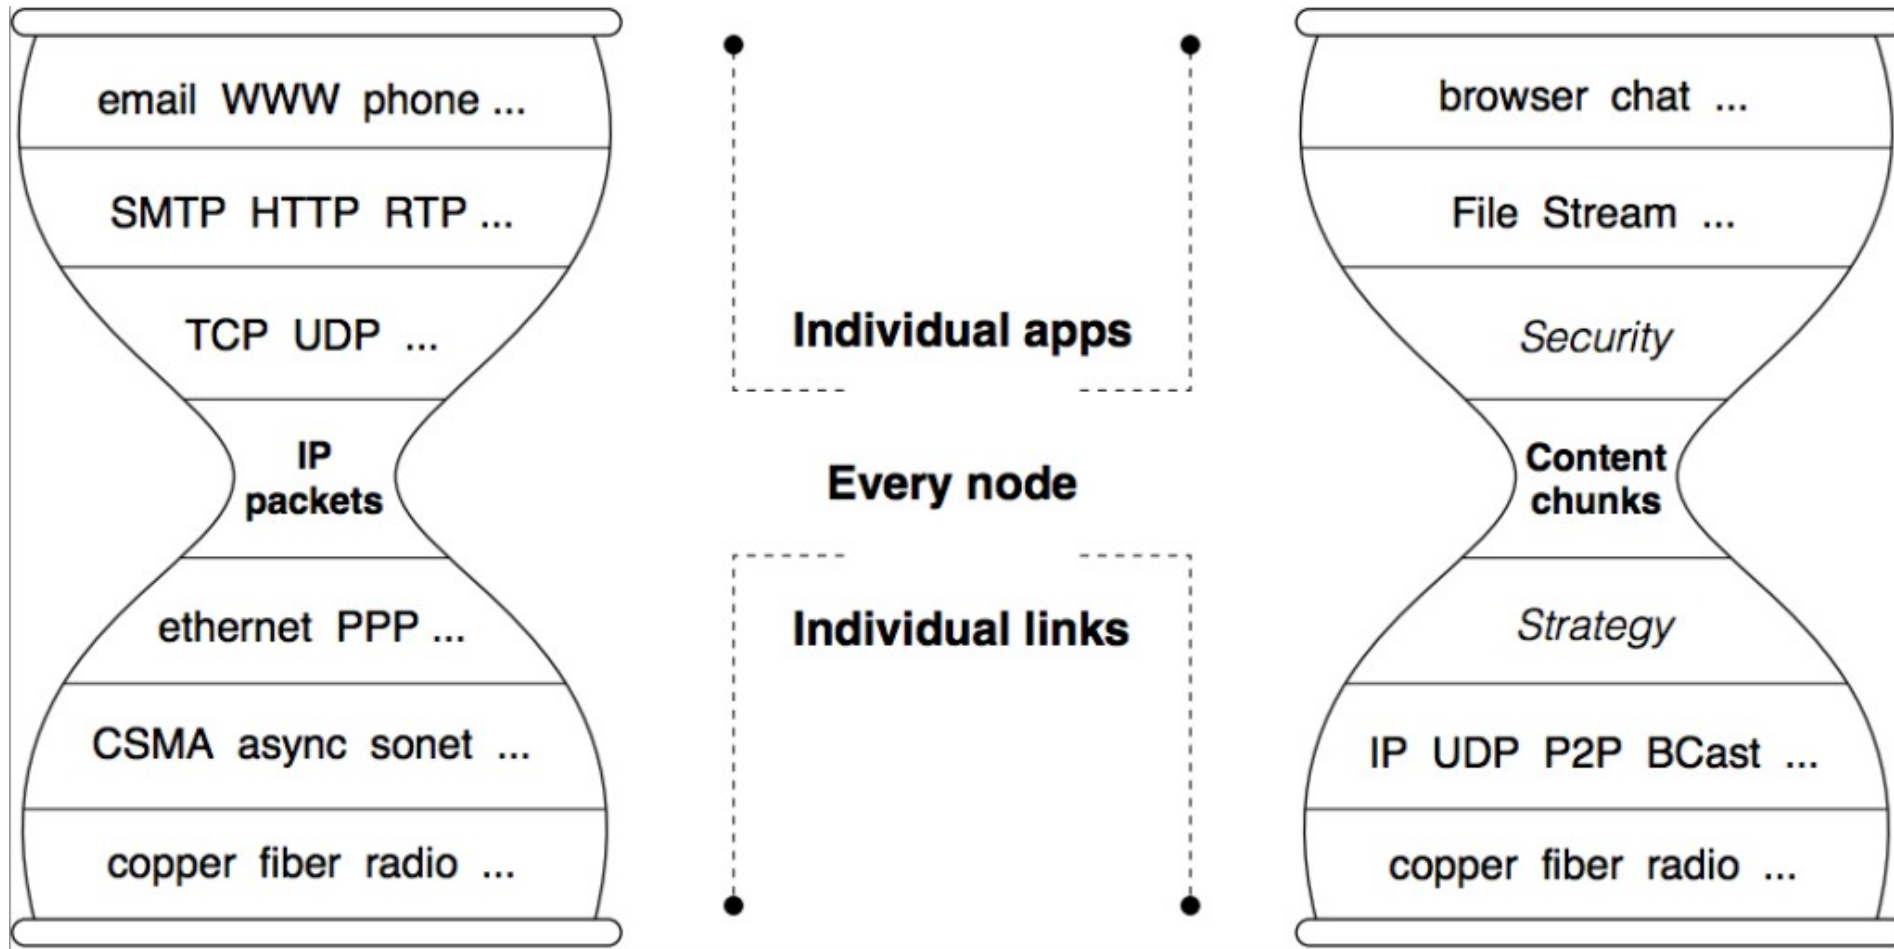 email WWW phone ...
SMTP HTTP RTP ...
TCP UDP ...
IP
packets
ethernet PPP ...
CSMA async sonet ...
copper fiber radio ...
Individual apps
Every node
Individual links
browser chat ...
File Stream ...
Security
Content
chunks
Strategy
IP UDP P2P BCast ...
copper fiber radio ...